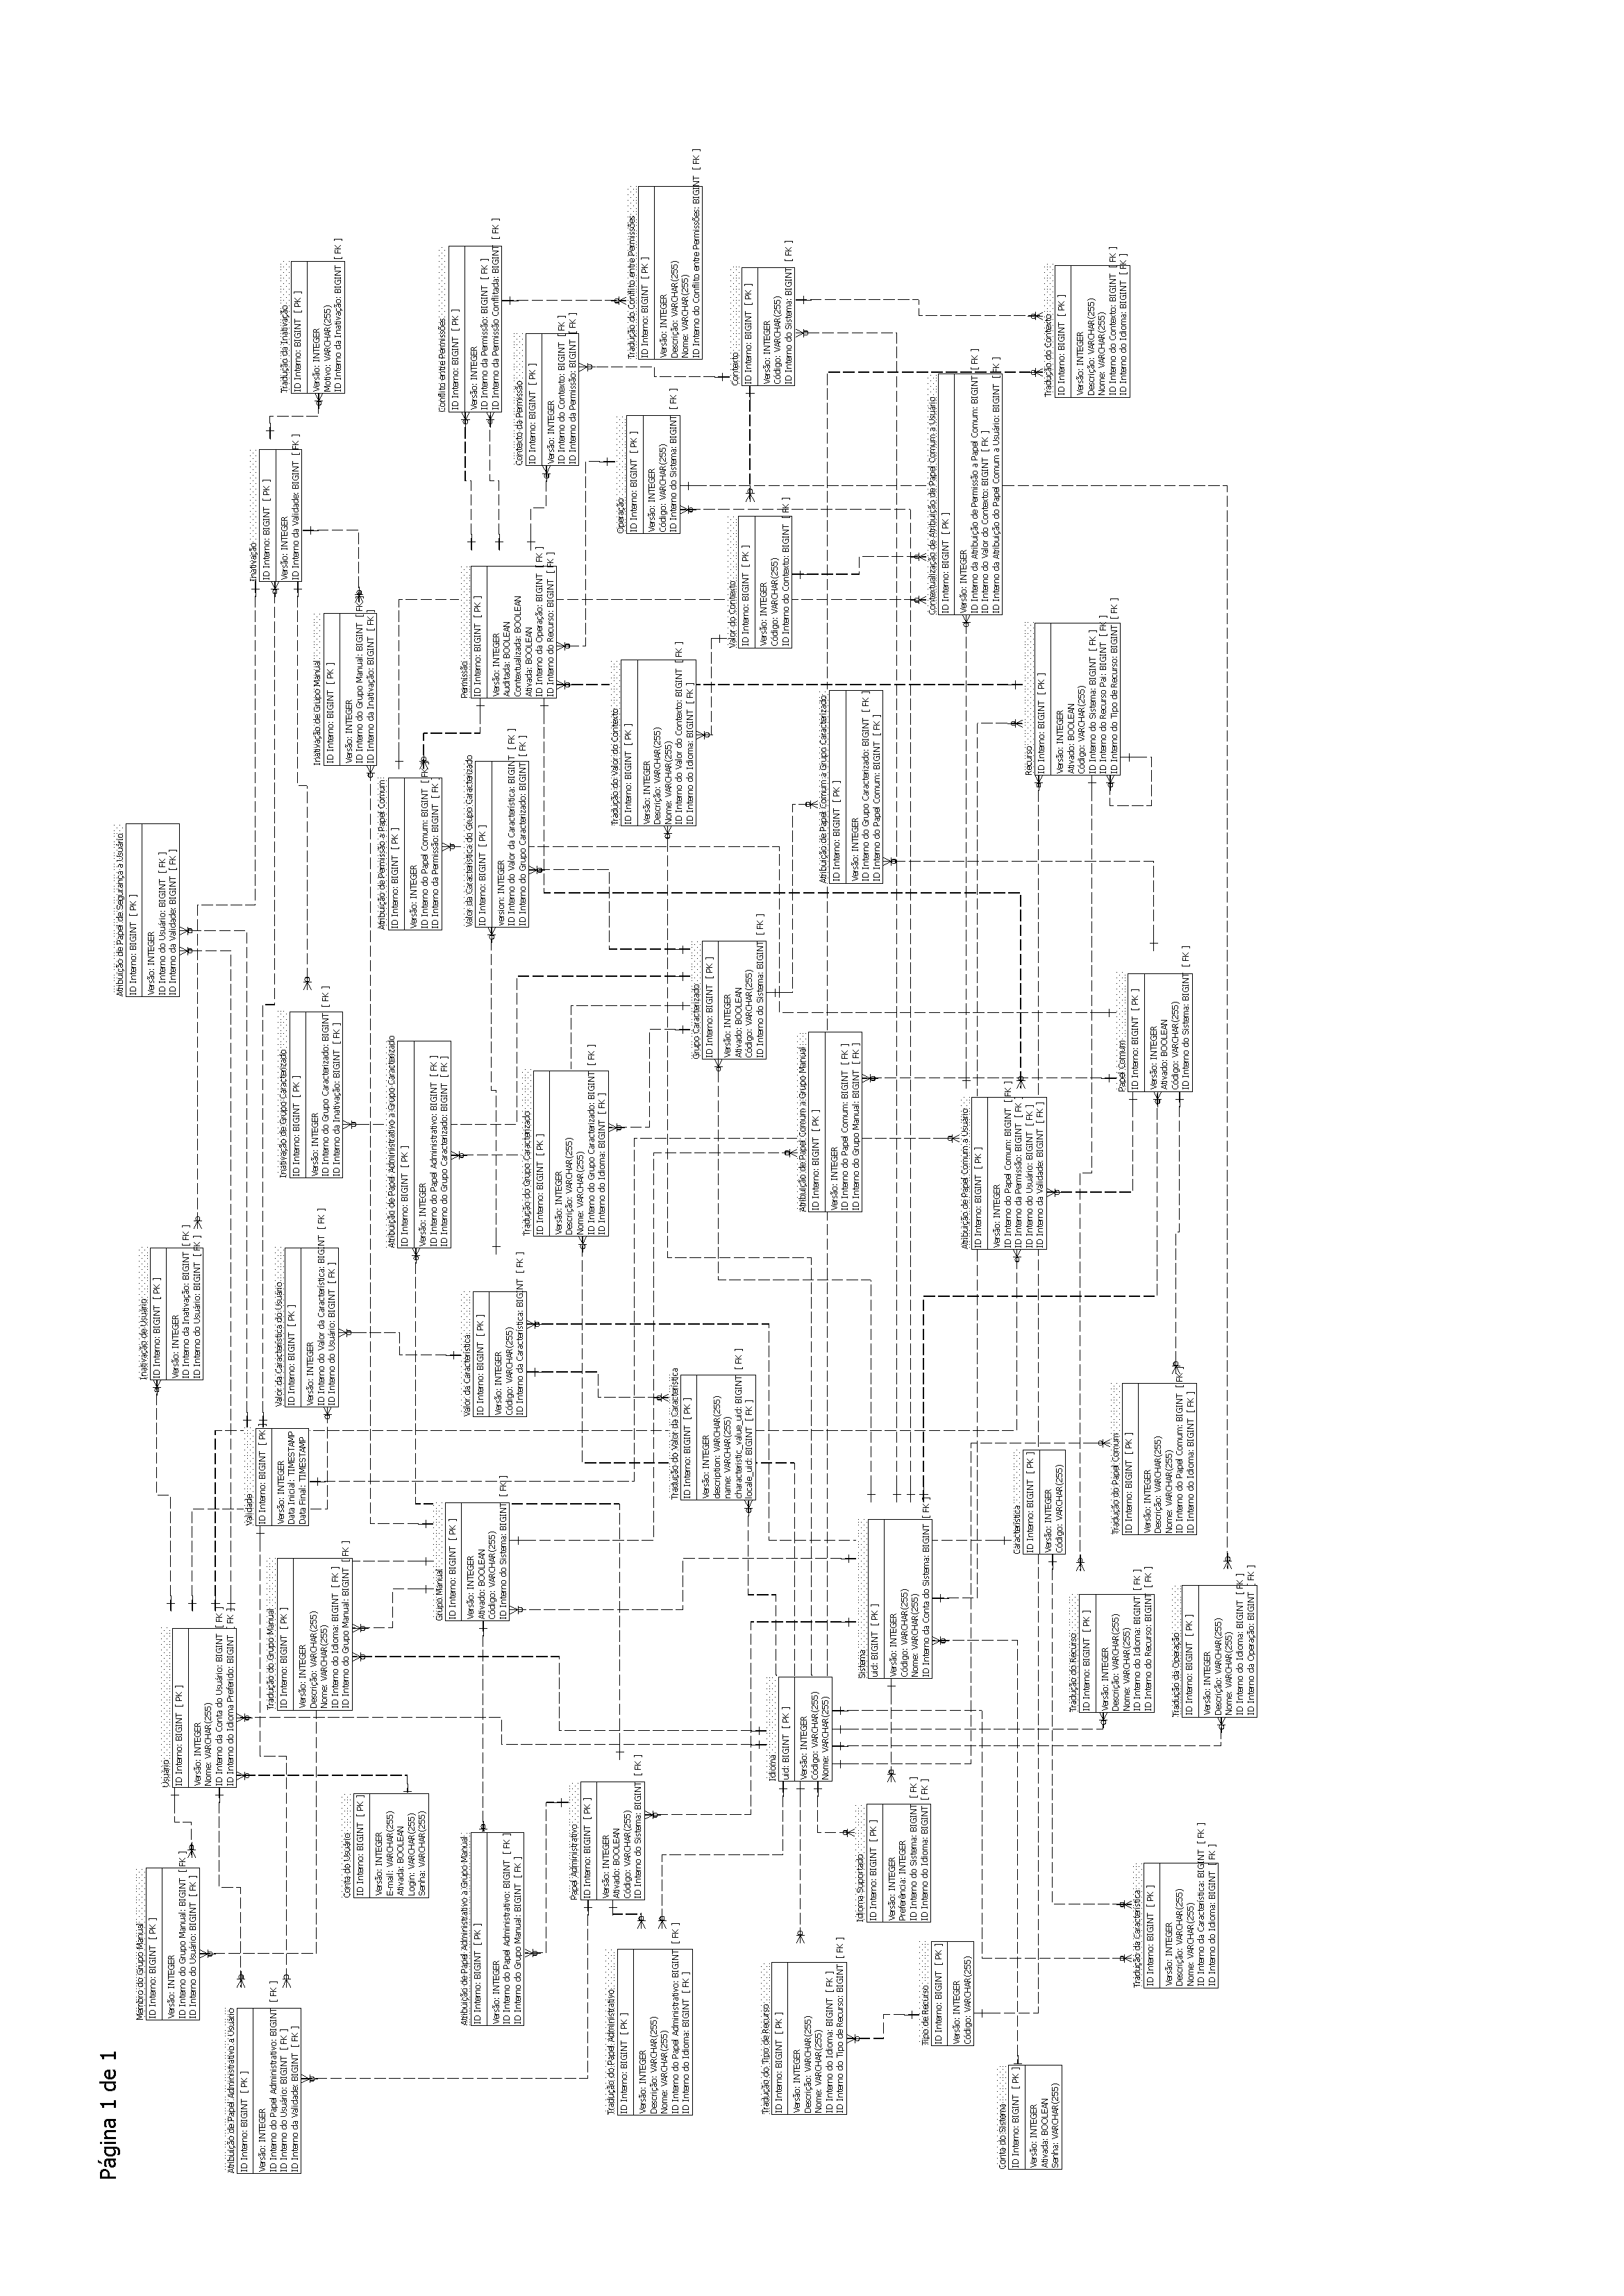 Página 1 de 1
Atribuição de Papel de Segurança a Usuário
ID Interno: BIGINT [ PK ]
Versão: INTEGER
ID Interno do Usuário: BIGINT [ FK ]
ID Interno da Validade: BIGINT [ FK ]
Membro do Grupo Manual
ID Interno: BIGINT [ PK ]
Versão: INTEGER
ID Interno do Grupo Manual: BIGINT [ FK ]
ID Interno do Usuário: BIGINT [ FK ]
Inativação de Usuário
ID Interno: BIGINT [ PK ]
Versão: INTEGER
ID Interno da Inativação: BIGINT [ FK ]
ID Interno do Usuário: BIGINT [ FK ]
Usuário
ID Interno: BIGINT [ PK ]
Versão: INTEGER
Nome: VARCHAR(255)
ID Interno da Conta do Usuário: BIGINT [ FK ]
ID Interno do Idioma Preferido: BIGINT [ FK ]
Atribuição de Papel Administrativo a Usuário
ID Interno: BIGINT [ PK ]
Versão: INTEGER
ID Interno do Papel Administrativo: BIGINT [ FK ]
ID Interno do Usuário: BIGINT [ FK ]
ID Interno da Validade: BIGINT [ FK ]
Validade
ID Interno: BIGINT [ PK ]
Versão: INTEGER
Data Inicial: TIMESTAMP
Data Final: TIMESTAMP
Inativação
ID Interno: BIGINT [ PK ]
Versão: INTEGER
ID Interno da Validade: BIGINT [ FK ]
Tradução do Grupo Manual
ID Interno: BIGINT [ PK ]
Versão: INTEGER
Descrição: VARCHAR(255)
Nome: VARCHAR(255)
ID Interno do Idioma: BIGINT [ FK ]
ID Interno do Grupo Manual: BIGINT [ FK ]
Valor da Característica do Usuário
ID Interno: BIGINT [ PK ]
Versão: INTEGER
ID Interno do Valor da Característica: BIGINT [ FK ]
ID Interno do Usuário: BIGINT [ FK ]
Inativação de Grupo Caracterizado
ID Interno: BIGINT [ PK ]
Versão: INTEGER
ID Interno do Grupo Caracterizado: BIGINT [ FK ]
ID Interno da Inativação: BIGINT [ FK ]
Tradução da Inativação
ID Interno: BIGINT [ PK ]
Versão: INTEGER
Motivo: VARCHAR(255)
ID Interno da Inativação: BIGINT [ FK ]
Inativação de Grupo Manual
ID Interno: BIGINT [ PK ]
Versão: INTEGER
ID Interno do Grupo Manual: BIGINT [ FK ]
ID Interno da Inativação: BIGINT [ FK ]
Conta do Usuário
ID Interno: BIGINT [ PK ]
Versão: INTEGER
E-mail: VARCHAR(255)
Ativada: BOOLEAN
Login: VARCHAR(255)
Senha: VARCHAR(255)
Atribuição de Papel Administrativo a Grupo Caracterizado
ID Interno: BIGINT [ PK ]
Versão: INTEGER
ID Interno do Papel Administrativo: BIGINT [ FK ]
ID Interno do Grupo Caracterizado: BIGINT [ FK ]
Atribuição de Permissão a Papel Comum
ID Interno: BIGINT [ PK ]
Versão: INTEGER
ID Interno do Papel Comum: BIGINT [ FK ]
ID Interno da Permissão: BIGINT [ FK ]
Grupo Manual
ID Interno: BIGINT [ PK ]
Versão: INTEGER
Ativado: BOOLEAN
Código: VARCHAR(255)
ID Interno do Sistema: BIGINT [ FK ]
Conflito entre Permissões
ID Interno: BIGINT [ PK ]
Versão: INTEGER
ID Interno da Permissão: BIGINT [ FK ]
ID Interno da Permissão Conflitada: BIGINT [ FK ]
Atribuição de Papel Administrativo a Grupo Manual
ID Interno: BIGINT [ PK ]
Versão: INTEGER
ID Interno do Papel Administrativo: BIGINT [ FK ]
ID Interno do Grupo Manual: BIGINT [ FK ]
Valor da Característica
ID Interno: BIGINT [ PK ]
Versão: INTEGER
Código: VARCHAR(255)
ID Interno da Característica: BIGINT [ FK ]
Valor da Característica do Grupo Caracterizado
ID Interno: BIGINT [ PK ]
version: INTEGER
ID Interno do Valor da Característica: BIGINT [ FK ]
ID Interno do Grupo Caracterizado: BIGINT [ FK ]
Permissão
ID Interno: BIGINT [ PK ]
Versão: INTEGER
Auditada: BOOLEAN
Contextualizada: BOOLEAN
Ativada: BOOLEAN
ID Interno da Operação: BIGINT [ FK ]
ID Interno do Recurso: BIGINT [ FK ]
Contexto da Permissão
ID Interno: BIGINT [ PK ]
Versão: INTEGER
ID Interno do Contexto: BIGINT [ FK ]
ID Interno da Permissão: BIGINT [ FK ]
Tradução do Grupo Caracterizado
ID Interno: BIGINT [ PK ]
Versão: INTEGER
Descrição: VARCHAR(255)
Nome: VARCHAR(255)
ID Interno do Grupo Caracterizado: BIGINT [ FK ]
ID Interno do Idioma: BIGINT [ FK ]
Papel Administrativo
ID Interno: BIGINT [ PK ]
Versão: INTEGER
Ativado: BOOLEAN
Código: VARCHAR(255)
ID Interno do Sistema: BIGINT [ FK ]
Tradução do Papel Administrativo
ID Interno: BIGINT [ PK ]
Versão: INTEGER
Descrição: VARCHAR(255)
Nome: VARCHAR(255)
ID Interno do Papel Administrativo: BIGINT [ FK ]
ID Interno do Idioma: BIGINT [ FK ]
Tradução do Valor do Contexto
ID Interno: BIGINT [ PK ]
Versão: INTEGER
Descrição: VARCHAR(255)
Nome: VARCHAR(255)
ID Interno do Valor do Contexto: BIGINT [ FK ]
ID Interno do Idioma: BIGINT [ FK ]
Operação
ID Interno: BIGINT [ PK ]
Versão: INTEGER
Código: VARCHAR(255)
ID Interno do Sistema: BIGINT [ FK ]
Tradução do Conflito entre Permissões
ID Interno: BIGINT [ PK ]
Versão: INTEGER
Descrição: VARCHAR(255)
Nome: VARCHAR(255)
ID Interno do Conflito entre Permissões: BIGINT [ FK ]
Tradução do Valor da Característica
ID Interno: BIGINT [ PK ]
Versão: INTEGER
description: VARCHAR(255)
name: VARCHAR(255)
characteristic_value_uid: BIGINT [ FK ]
locale_uid: BIGINT [ FK ]
Grupo Caracterizado
ID Interno: BIGINT [ PK ]
Versão: INTEGER
Ativado: BOOLEAN
Código: VARCHAR(255)
ID Interno do Sistema: BIGINT [ FK ]
Valor do Contexto
ID Interno: BIGINT [ PK ]
Versão: INTEGER
Código: VARCHAR(255)
ID Interno do Contexto: BIGINT [ FK ]
Contexto
ID Interno: BIGINT [ PK ]
Versão: INTEGER
Código: VARCHAR(255)
ID Interno do Sistema: BIGINT [ FK ]
Tradução do Tipo de Recurso
ID Interno: BIGINT [ PK ]
Versão: INTEGER
Descrição: VARCHAR(255)
Nome: VARCHAR(255)
ID Interno do Idioma: BIGINT [ FK ]
ID Interno do Tipo de Recurso: BIGINT [ FK ]
Idioma
uid: BIGINT [ PK ]
Versão: INTEGER
Código: VARCHAR(255)
Nome: VARCHAR(255)
Atribuição de Papel Comum a Grupo Manual
ID Interno: BIGINT [ PK ]
Versão: INTEGER
ID Interno do Papel Comum: BIGINT [ FK ]
ID Interno do Grupo Manual: BIGINT [ FK ]
Atribuição de Papel Comum a Grupo Caracterizado
ID Interno: BIGINT [ PK ]
Versão: INTEGER
ID Interno do Grupo Caracterizado: BIGINT [ FK ]
ID Interno do Papel Comum: BIGINT [ FK ]
Idioma Suportado
ID Interno: BIGINT [ PK ]
Versão: INTEGER
Preferência: INTEGER
ID Interno do Sistema: BIGINT [ FK ]
ID Interno do Idioma: BIGINT [ FK ]
Sistema
uid: BIGINT [ PK ]
Versão: INTEGER
Código: VARCHAR(255)
Nome: VARCHAR(255)
ID Interno da Conta do Sistema: BIGINT [ FK ]
Tipo de Recurso
ID Interno: BIGINT [ PK ]
Versão: INTEGER
Código: VARCHAR(255)
Contextualização de Atribuição de Papel Comum a Usuário
ID Interno: BIGINT [ PK ]
Versão: INTEGER
ID Interno da Atribuição de Permissão a Papel Comum: BIGINT [ FK ]
ID Interno do Valor do Contexto: BIGINT [ FK ]
ID Interno da Atribuição do Papel Comum a Usuário: BIGINT [ FK ]
Atribuição de Papel Comum a Usuário
ID Interno: BIGINT [ PK ]
Versão: INTEGER
ID Interno do Papel Comum: BIGINT [ FK ]
ID Interno da Permissão: BIGINT [ FK ]
ID Interno do Usuário: BIGINT [ FK ]
ID Interno da Validade: BIGINT [ FK ]
Conta do Sistema
ID Interno: BIGINT [ PK ]
Versão: INTEGER
Ativada: BOOLEAN
Senha: VARCHAR(255)
Característica
ID Interno: BIGINT [ PK ]
Versão: INTEGER
Código: VARCHAR(255)
Recurso
ID Interno: BIGINT [ PK ]
Versão: INTEGER
Ativado: BOOLEAN
Código: VARCHAR(255)
ID Interno do Sistema: BIGINT [ FK ]
ID Interno do Recurso Pai: BIGINT [ FK ]
ID Interno do Tipo de Recurso: BIGINT [ FK ]
Tradução do Contexto
ID Interno: BIGINT [ PK ]
Versão: INTEGER
Descrição: VARCHAR(255)
Nome: VARCHAR(255)
ID Interno do Contexto: BIGINT [ FK ]
ID Interno do Idioma: BIGINT [ FK ]
Tradução do Recurso
ID Interno: BIGINT [ PK ]
Versão: INTEGER
Descrição: VARCHAR(255)
Nome: VARCHAR(255)
ID Interno do Idioma: BIGINT [ FK ]
ID Interno do Recurso: BIGINT [ FK ]
Tradução do Papel Comum
ID Interno: BIGINT [ PK ]
Versão: INTEGER
Descrição: VARCHAR(255)
Nome: VARCHAR(255)
ID Interno do Papel Comum: BIGINT [ FK ]
ID Interno do Idioma: BIGINT [ FK ]
Papel Comum
ID Interno: BIGINT [ PK ]
Versão: INTEGER
Ativado: BOOLEAN
Código: VARCHAR(255)
ID Interno do Sistema: BIGINT [ FK ]
Tradução da Característica
ID Interno: BIGINT [ PK ]
Versão: INTEGER
Descrição: VARCHAR(255)
Nome: VARCHAR(255)
ID Interno da Característica: BIGINT [ FK ]
ID Interno do Idioma: BIGINT [ FK ]
Tradução da Operação
ID Interno: BIGINT [ PK ]
Versão: INTEGER
Descrição: VARCHAR(255)
Nome: VARCHAR(255)
ID Interno do Idioma: BIGINT [ FK ]
ID Interno da Operação: BIGINT [ FK ]